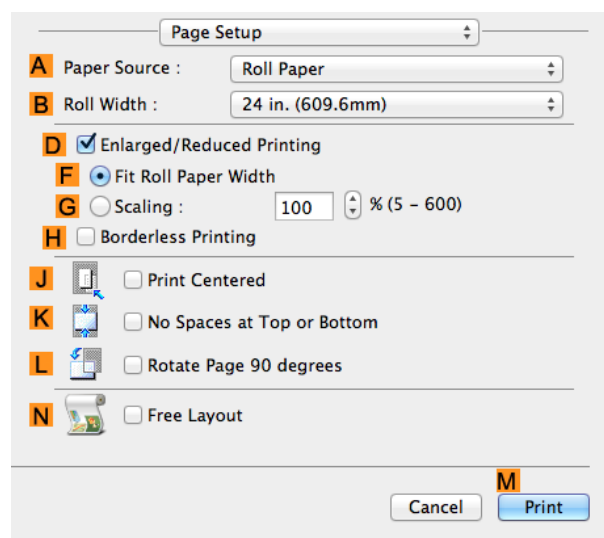 Page Setup
A Paper Source : Roll Paper
B Roll Width : 24 in. (609.6mm)
D Enlarged/Reduced Printing
F Fit Roll Paper Width
G Scaling : 100 % (5 - 600)
H Borderless Printing
J Print Centered
K No Spaces at Top or Bottom
L Rotate Page 90 degrees
N Free Layout
M
Cancel Print